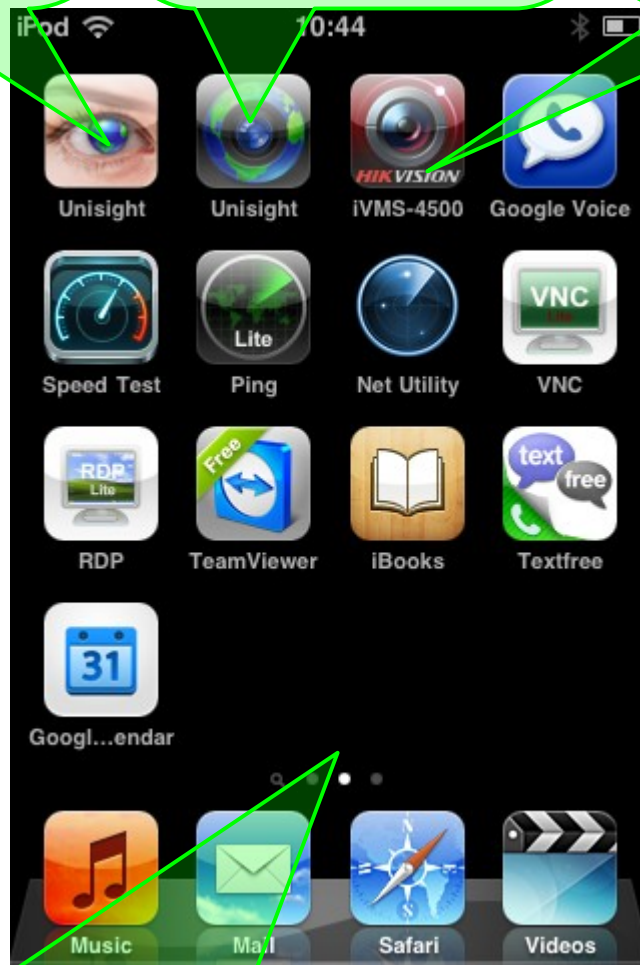 iPod 10:44
HIKVISION
Unisight Unisight iVMS-4500 Google Voice
Lite VNC
Lite
Speed Test Ping Net Utility VNC
RDP Free text
Lite free
RDP TeamViewer iBooks Textfree
31
Googl...endar
N
Music Mail Safari Videos